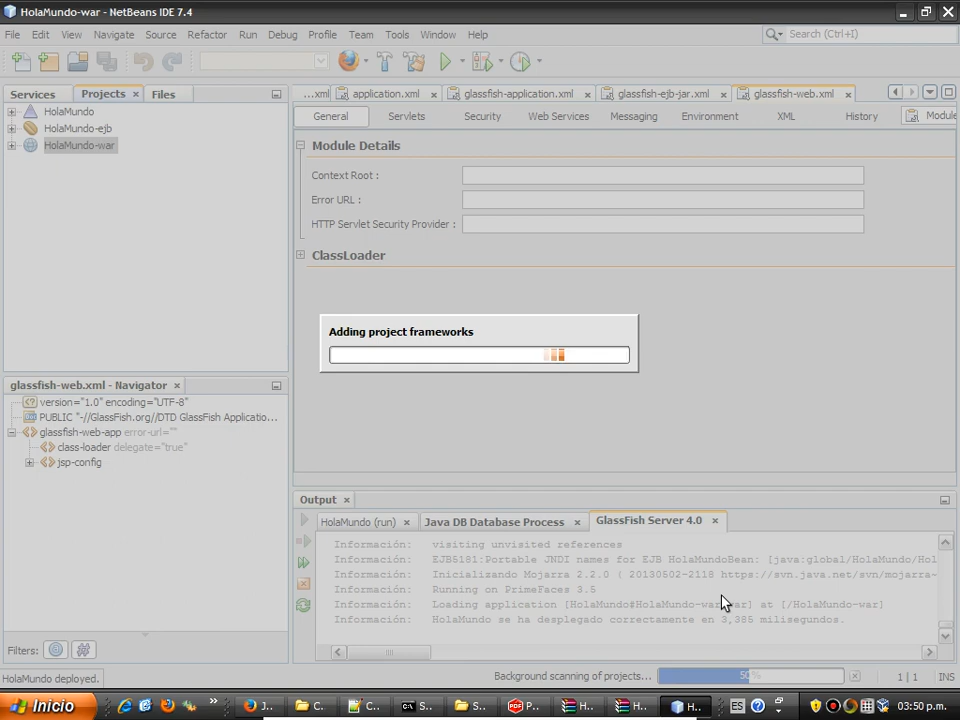 HolaMundo-war - NetBeans IDE 7.4
File Edit View Navigate Source Refactor Run Debug Profile Team Tools Window Help
Search (Ctrl+I)
Services Projects Files
...xml application.xml glassfish-application.xml glassfish-ejb-jar.xml glassfish-web.xml
HolaMundo
HolaMundo-ejb
HolaMundo-war
General Servlets Security Web Services Messaging Environment XML History Module
Module Details
Context Root :
Error URL :
HTTP Servlet Security Provider :
ClassLoader
Adding project frameworks
glassfish-web.xml - Navigator
version="1.0" encoding="UTF-8"
PUBLIC "-//GlassFish.org//DTD GlassFish Applicatio...
glassfish-web-app error-url=""
class-loader delegate="true"
jsp-config
Filters:
Output
HolaMundo (run) Java DB Database Process GlassFish Server 4.0
Información: visiting unvisited references
Información: EJB5181:Portable JNDI names for EJB HolaMundoBean: [java:global/HolaMundo/Hol
Información: Inicializando Mojarra 2.2.0 ( 20130502-2118 https://svn.java.net/svn/mojarra~
Información: Running on PrimeFaces 3.5
Información: Loading application [HolaMundo#HolaMundo-war.war] at [/HolaMundo-war]
Información: HolaMundo se ha desplegado correctamente en 3,385 milisegundos.
HolaMundo deployed.
Background scanning of projects... 50% 1 | 1 INS
Inicio J... C... C... S... S... P... H... H... H... ES 03:50 p.m.